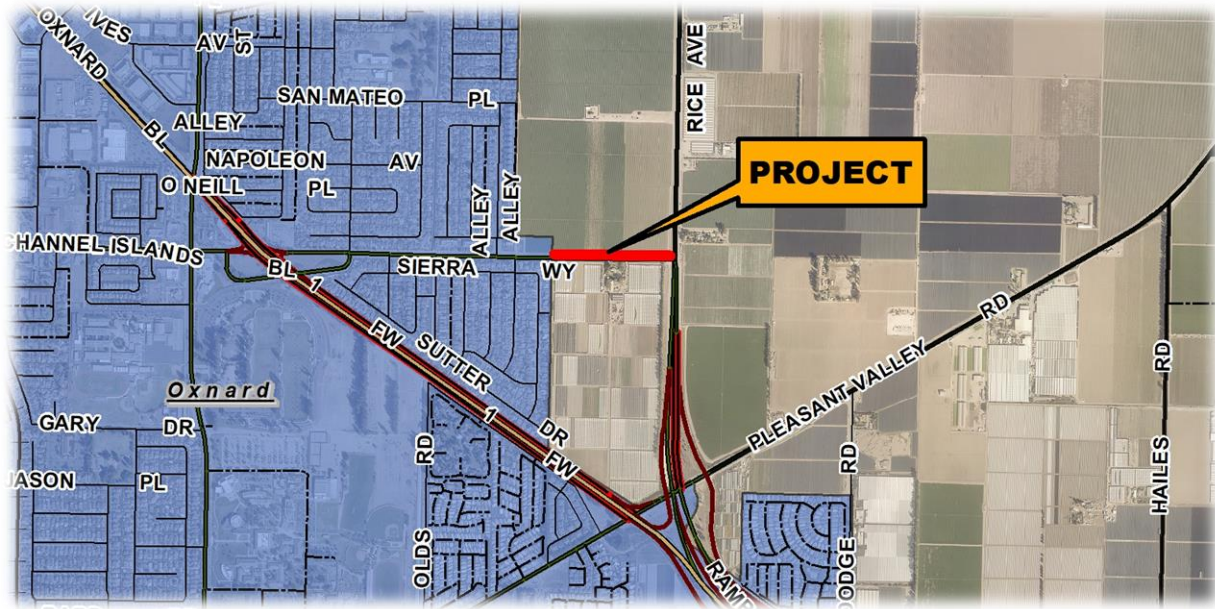 IVES AV
OXNARD BL
ST
SAN MATEO PL
RICE AVE
ALLEY
NAPOLEON AV
PROJECT
O NEILL PL
ALLEY
ALLEY
CHANNEL ISLANDS BL
SIERRA WY
1 FW
SUTTER DR
PLEASANT VALLEY RD
Oxnard
GARY DR
1 FW
OLDS RD
JASON PL
DODGE RD
HAILES RD